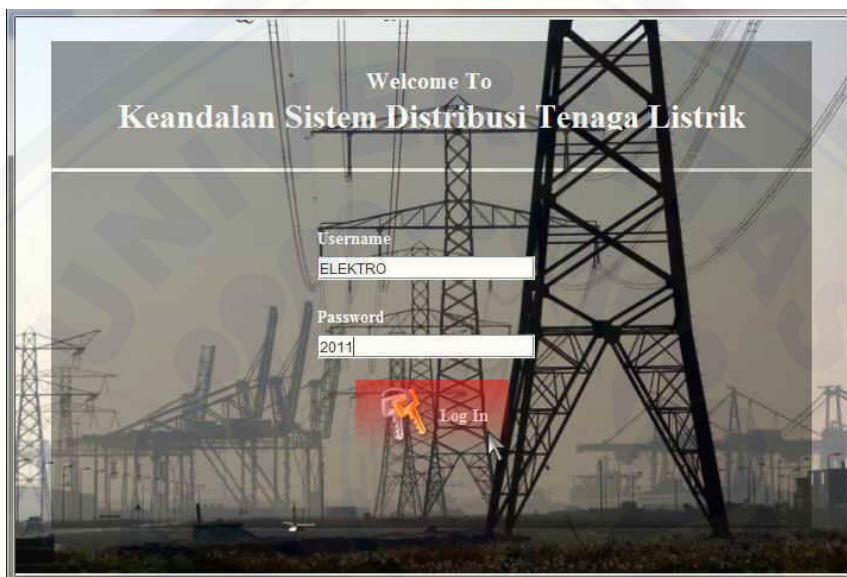 Welcome To
Keandalan Sistem Distribusi Tenaga Listrik
Username
ELEKTRO
Password
2011
Log In